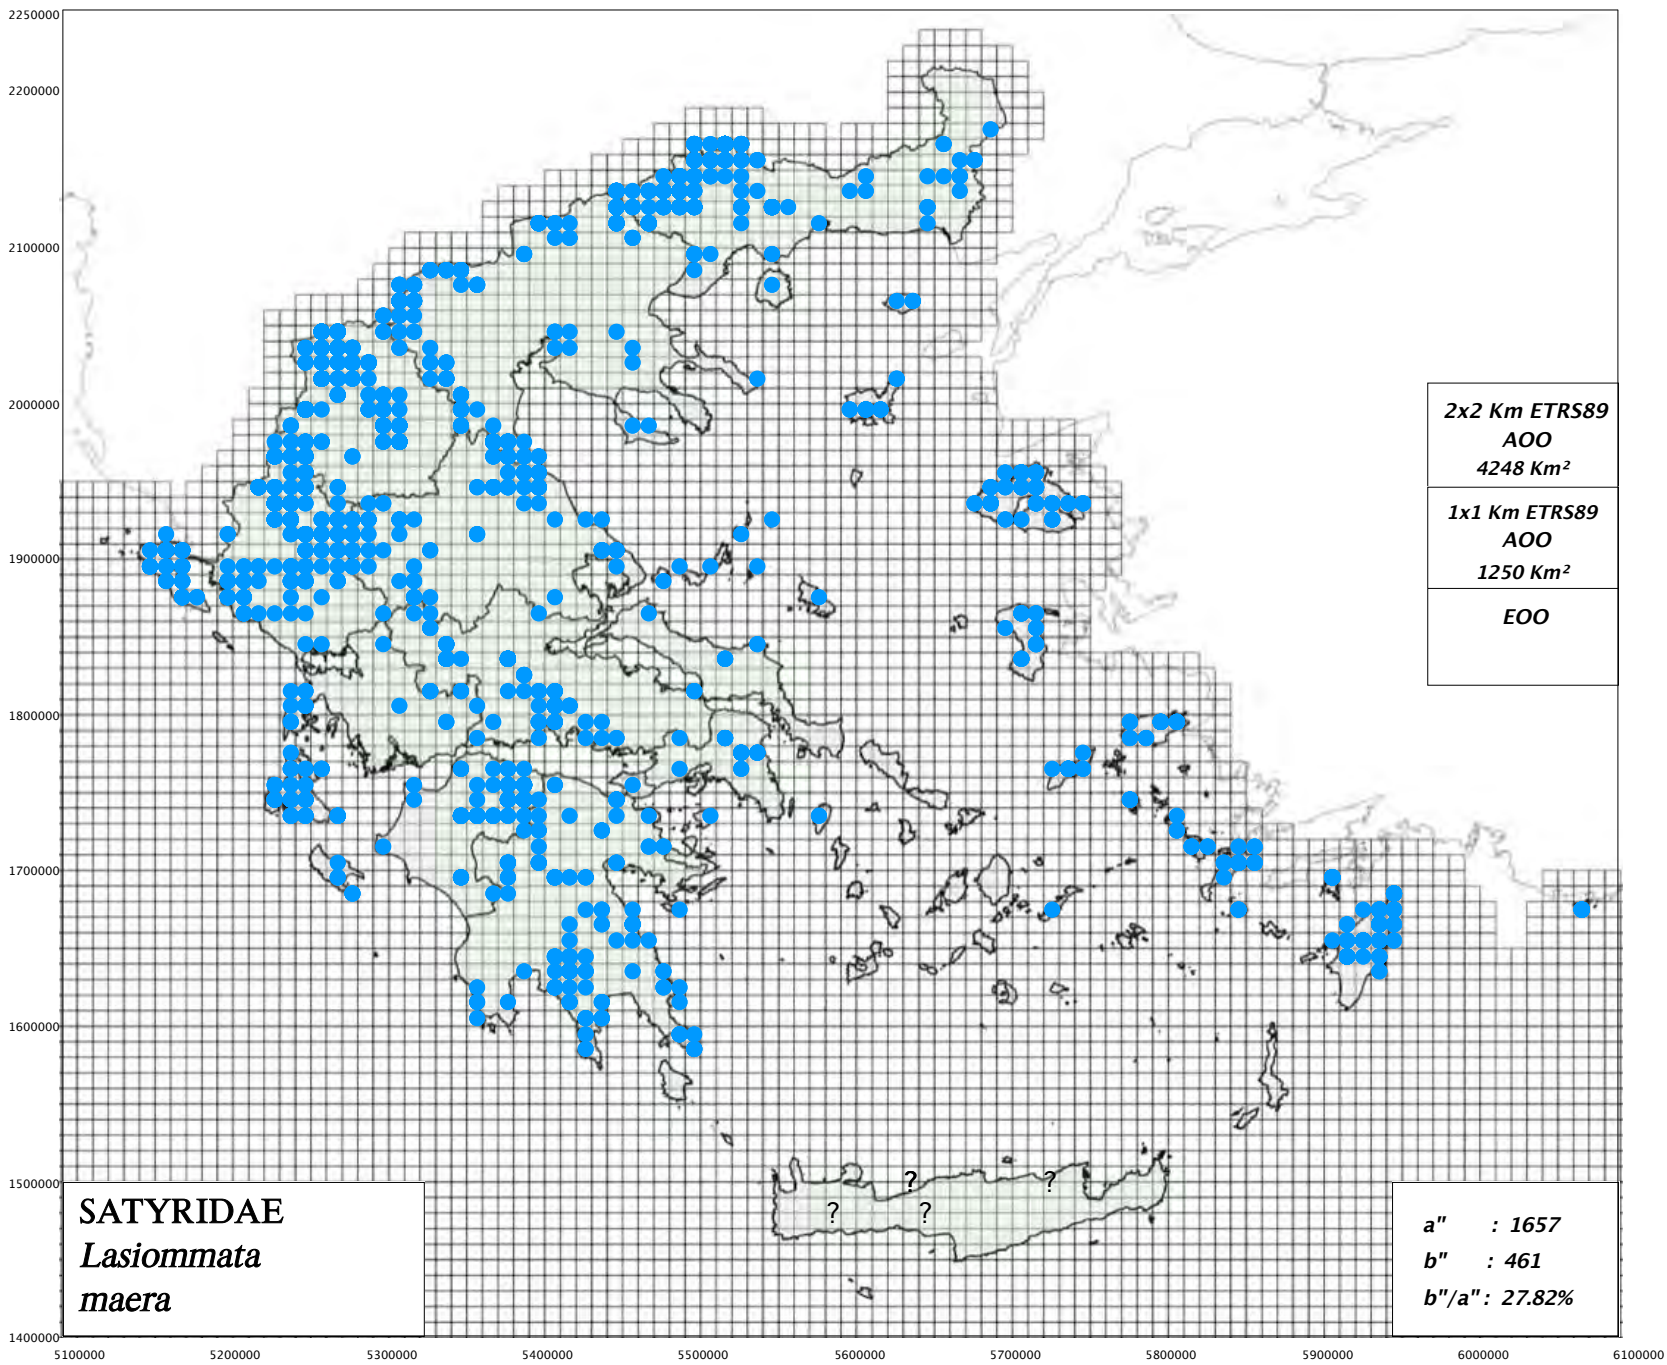 2250000
2200000
2100000
2000000
1900000
1800000
1700000
1600000
1500000
1400000
2x2 Km ETRS89
AOO
4248 Km²
1x1 Km ETRS89
AOO
1250 Km²
EOO
? ?
? ?
SATYRIDAE
Lasiommata
maera
a" : 1657
b" : 461
b"/a" : 27.82%
5100000 5200000 5300000 5400000 5500000 5600000 5700000 5800000 5900000 6000000 6100000